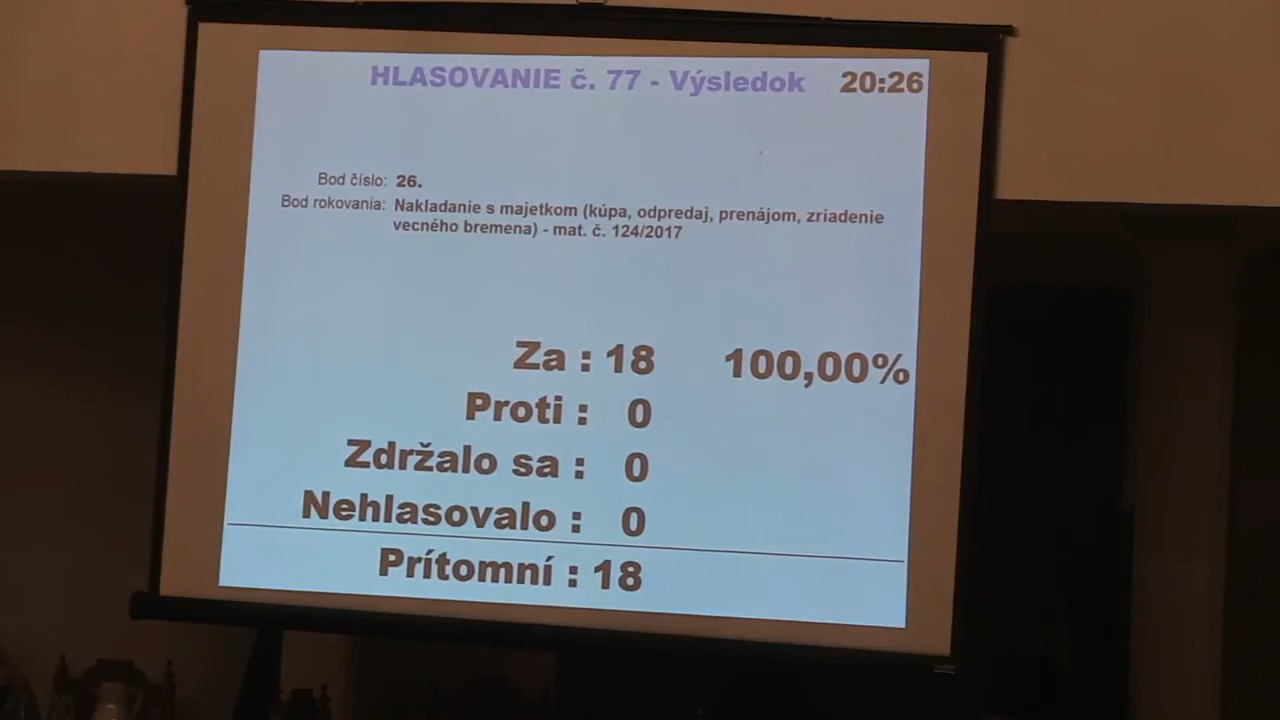 HLASOVANIE č. 77 - Výsledok 20:26
Bod číslo: 26.
Bod rokovania: Nakladanie s majetkom (kúpa, odpredaj, prenájom, zriadenie
vecného bremena) - mat. č. 124/2017
Za : 18 100,00%
Proti : 0
Zdržalo sa : 0
Nehlasovalo : 0
Prítomní : 18